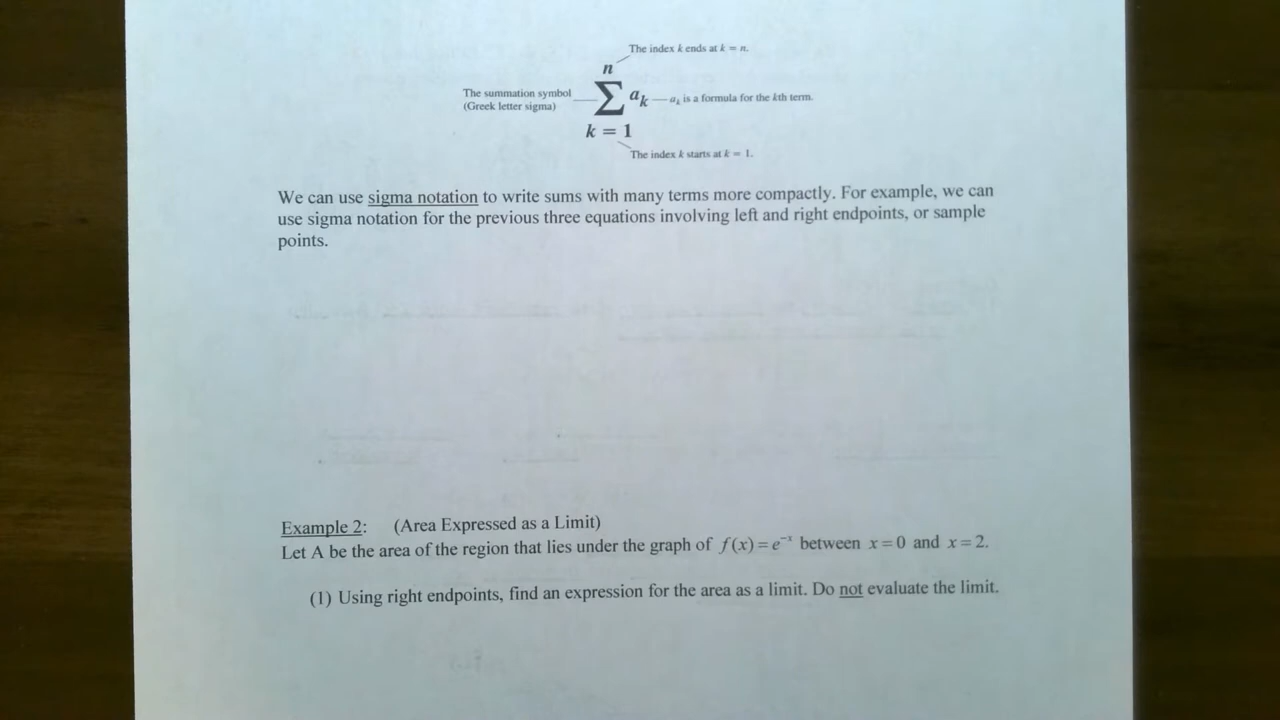 The index k ends at k = n.
n
The summation symbol
(Greek letter sigma)
∑ aₖ
aₖ is a formula for the kth term.
k = 1
The index k starts at k = 1.
We can use sigma notation to write sums with many terms more compactly. For example, we can
use sigma notation for the previous three equations involving left and right endpoints, or sample
points.
Example 2: (Area Expressed as a Limit)
Let A be the area of the region that lies under the graph of f(x)=e⁻ˣ between x=0 and x=2.
(1) Using right endpoints, find an expression for the area as a limit. Do not evaluate the limit.